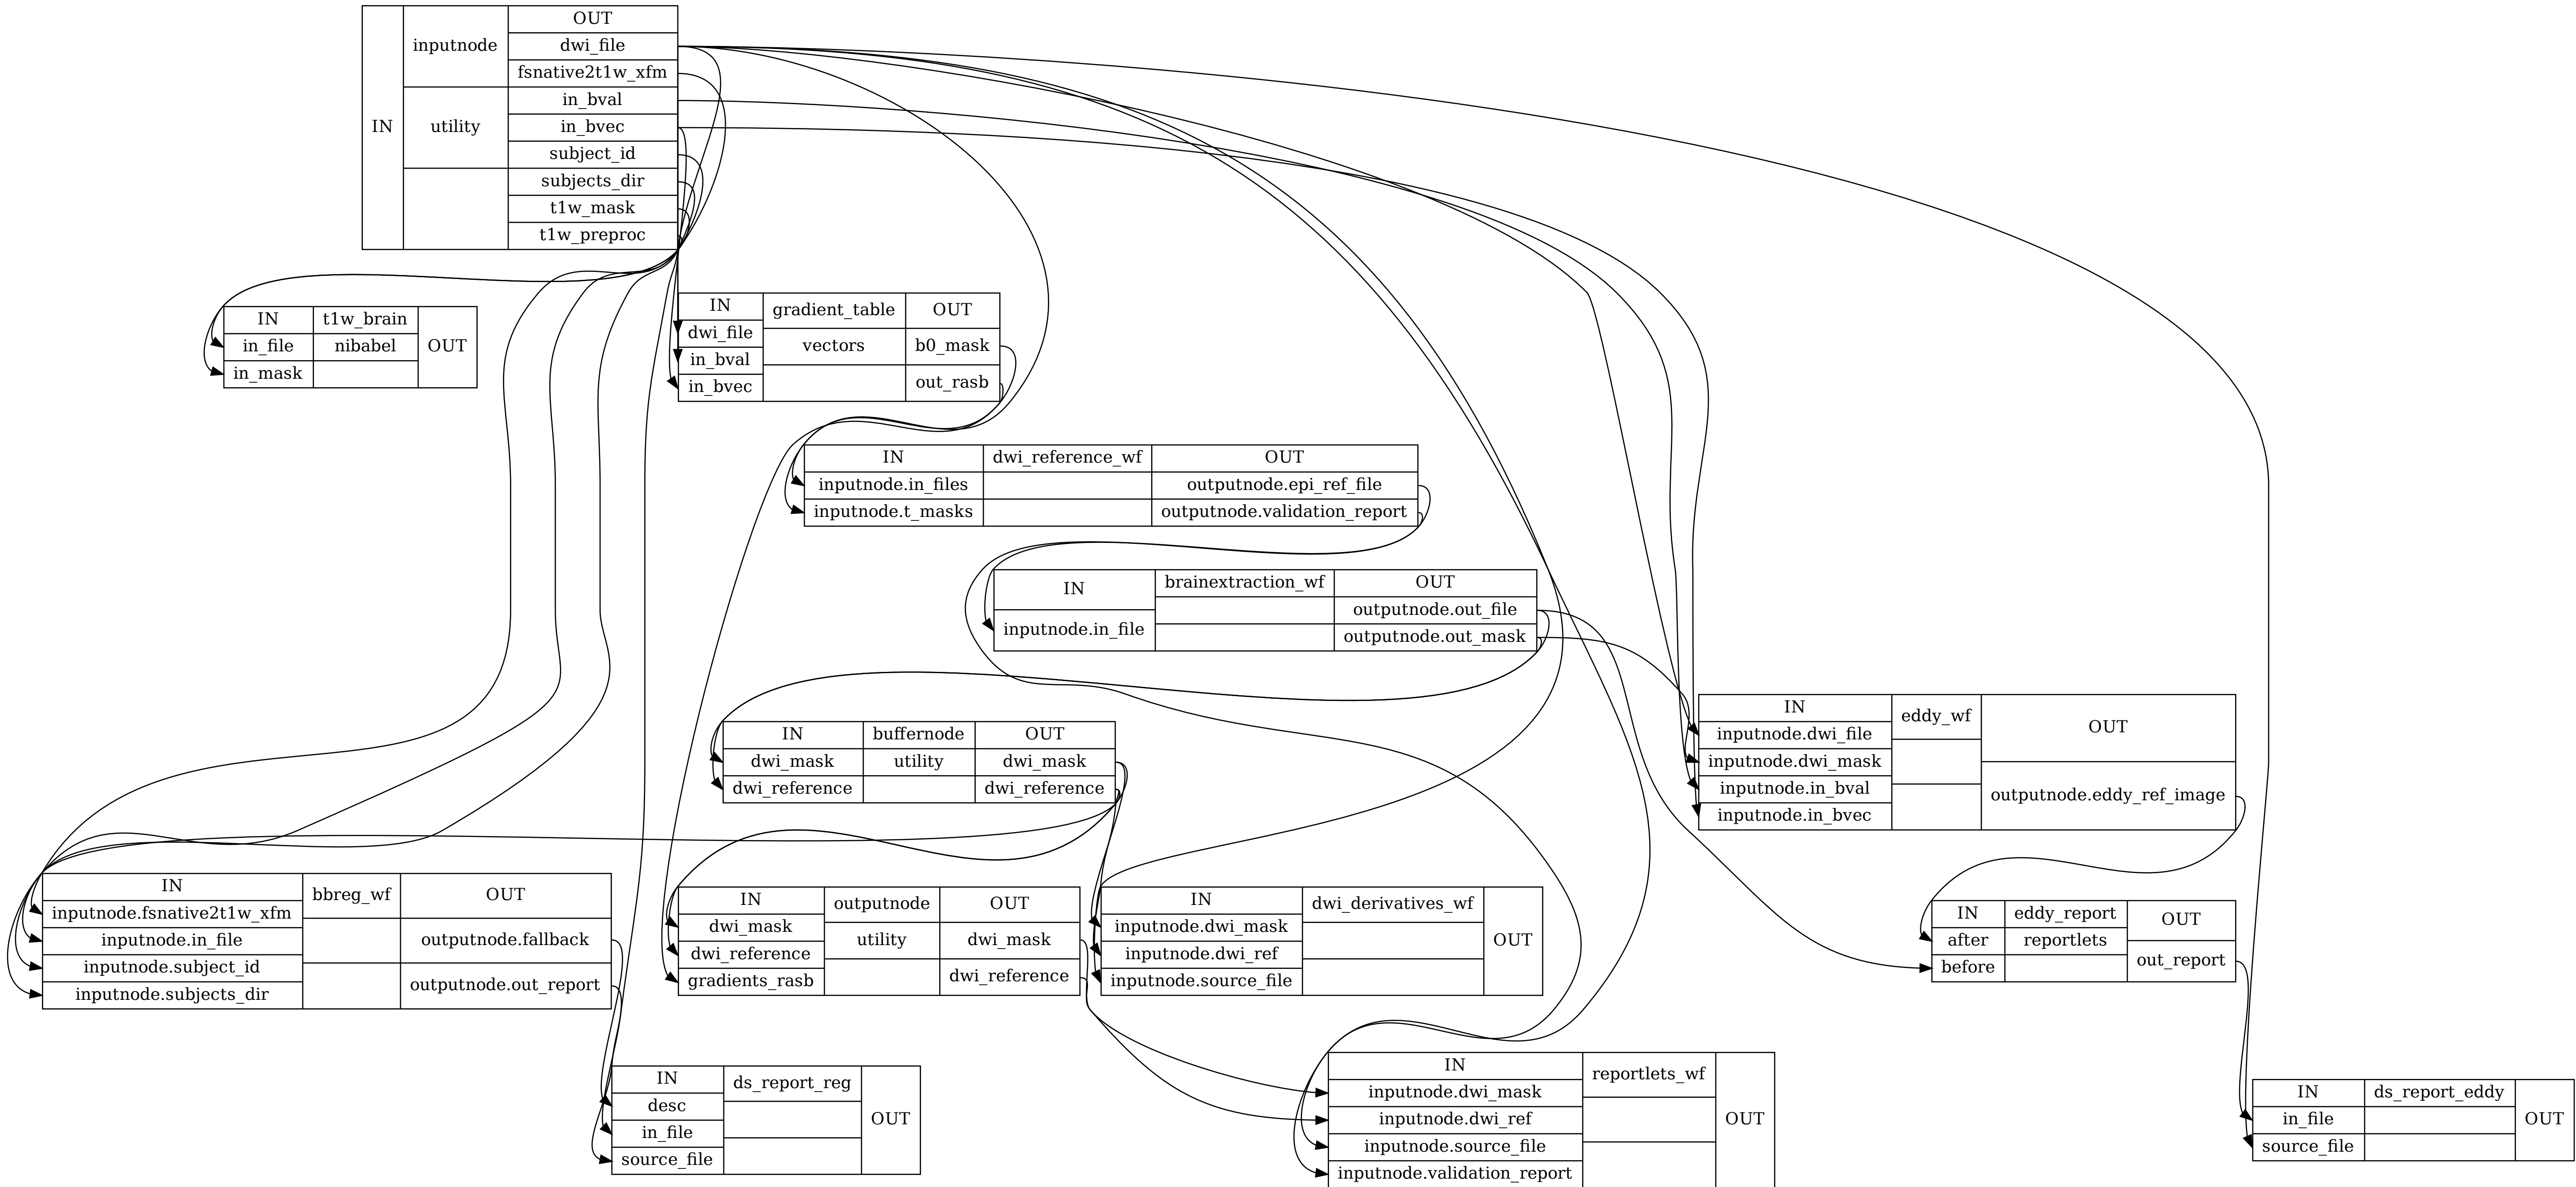 IN
inputnode
utility
OUT
dwi_file
fsnative2t1w_xfm
in_bval
in_bvec
subject_id
subjects_dir
t1w_mask
t1w_preproc
IN
in_file
in_mask
t1w_brain
nibabel
OUT
IN
dwi_file
in_bval
in_bvec
gradient_table
vectors
OUT
b0_mask
out_rasb
IN
inputnode.in_files
inputnode.t_masks
dwi_reference_wf
OUT
outputnode.epi_ref_file
outputnode.validation_report
IN
inputnode.in_file
brainextraction_wf
OUT
outputnode.out_file
outputnode.out_mask
IN
inputnode.dwi_file
inputnode.dwi_mask
inputnode.in_bval
inputnode.in_bvec
eddy_wf
OUT
outputnode.eddy_ref_image
IN
dwi_mask
dwi_reference
buffernode
utility
OUT
dwi_mask
dwi_reference
IN
inputnode.fsnative2t1w_xfm
inputnode.in_file
inputnode.subject_id
inputnode.subjects_dir
bbreg_wf
OUT
outputnode.fallback
outputnode.out_report
IN
dwi_mask
dwi_reference
gradients_rasb
outputnode
utility
OUT
dwi_mask
dwi_reference
IN
inputnode.dwi_mask
inputnode.dwi_ref
inputnode.source_file
dwi_derivatives_wf
OUT
IN
after
before
eddy_report
reportlets
OUT
out_report
IN
desc
in_file
source_file
ds_report_reg
OUT
IN
inputnode.dwi_mask
inputnode.dwi_ref
inputnode.source_file
inputnode.validation_report
reportlets_wf
OUT
IN
in_file
source_file
ds_report_eddy
OUT